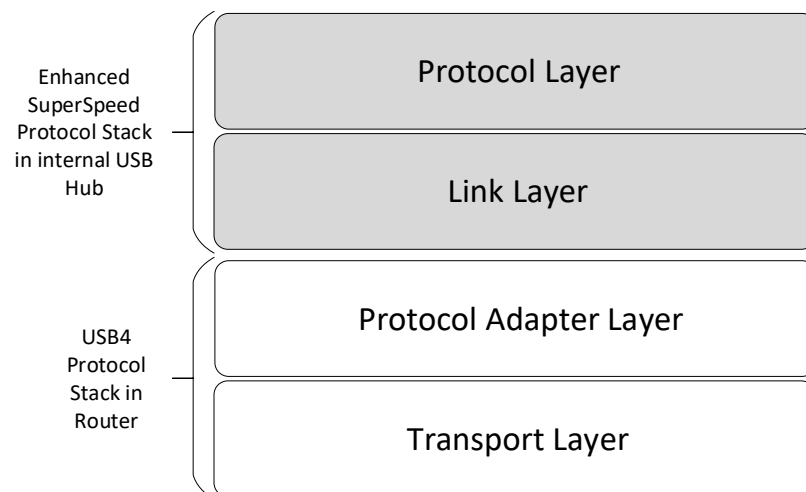 Protocol Layer
Enhanced
SuperSpeed
Protocol Stack
in internal USB
Hub
Link Layer
Protocol Adapter Layer
USB4
Protocol
Stack in
Router
Transport Layer